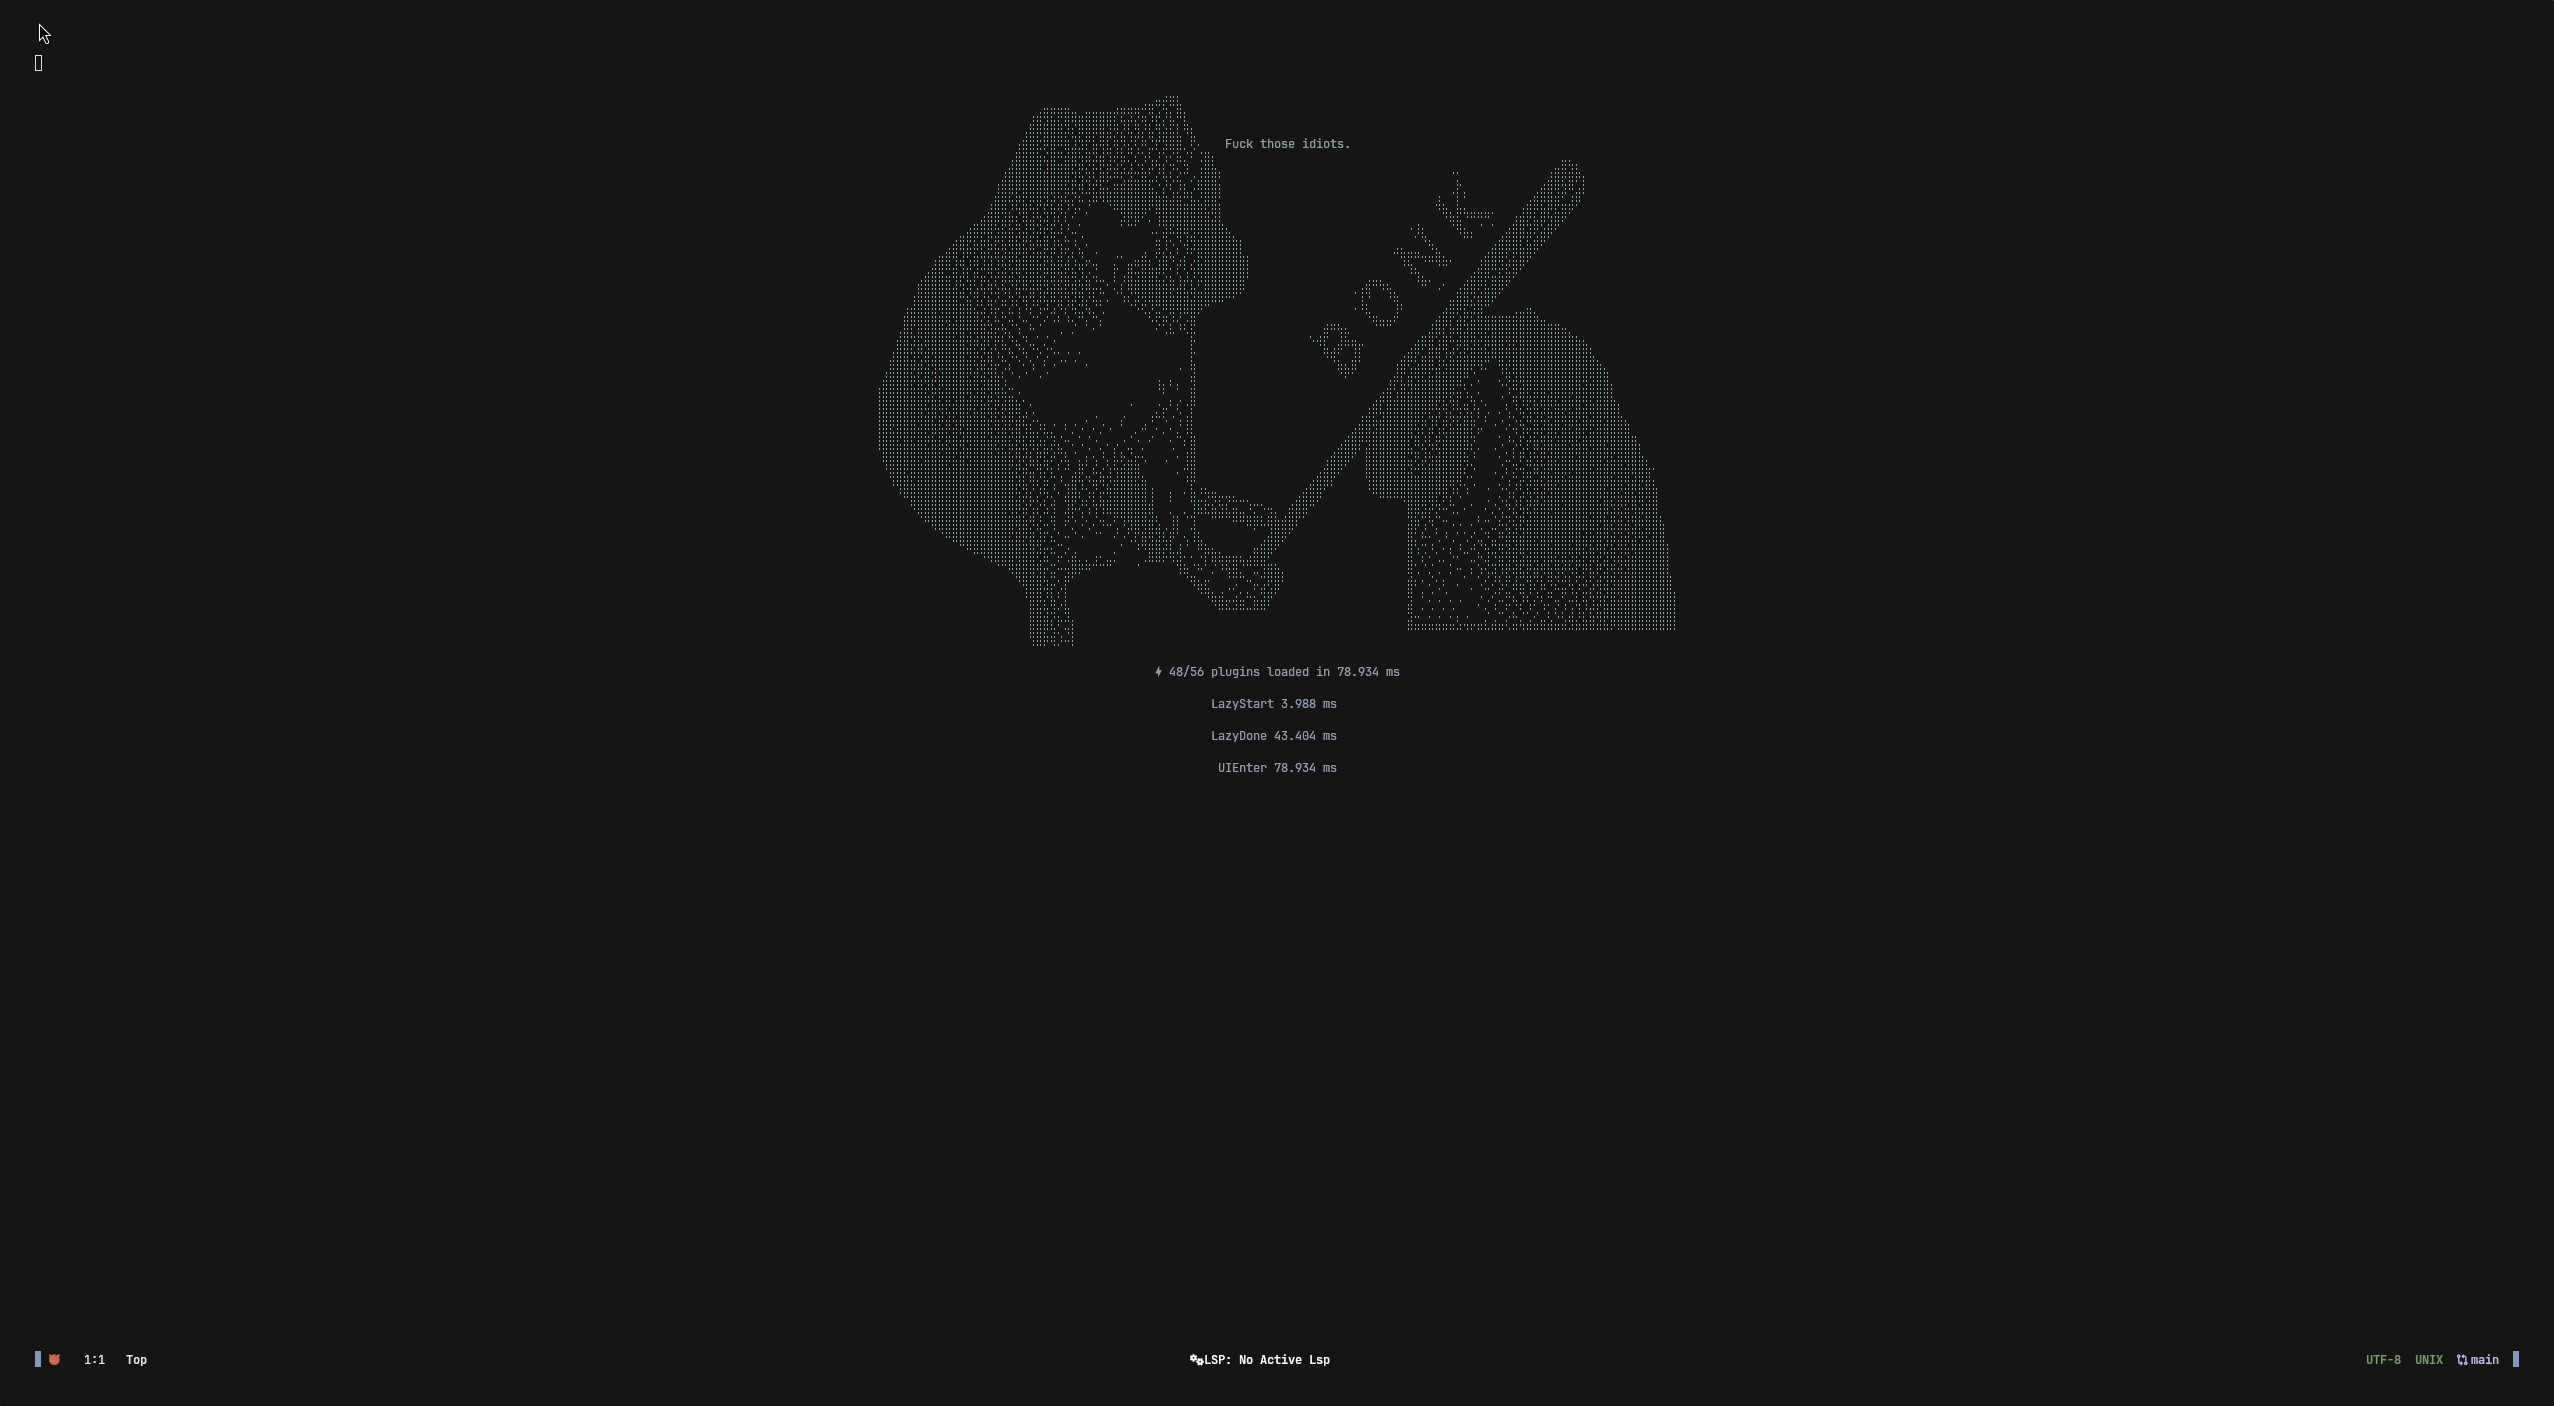 Fuck those idiots.
BONK
48/56 plugins loaded in 78.934 ms
LazyStart 3.988 ms
LazyDone 43.404 ms
UIEnter 78.934 ms
1:1 Top
LSP: No Active Lsp
UTF-8 UNIX main